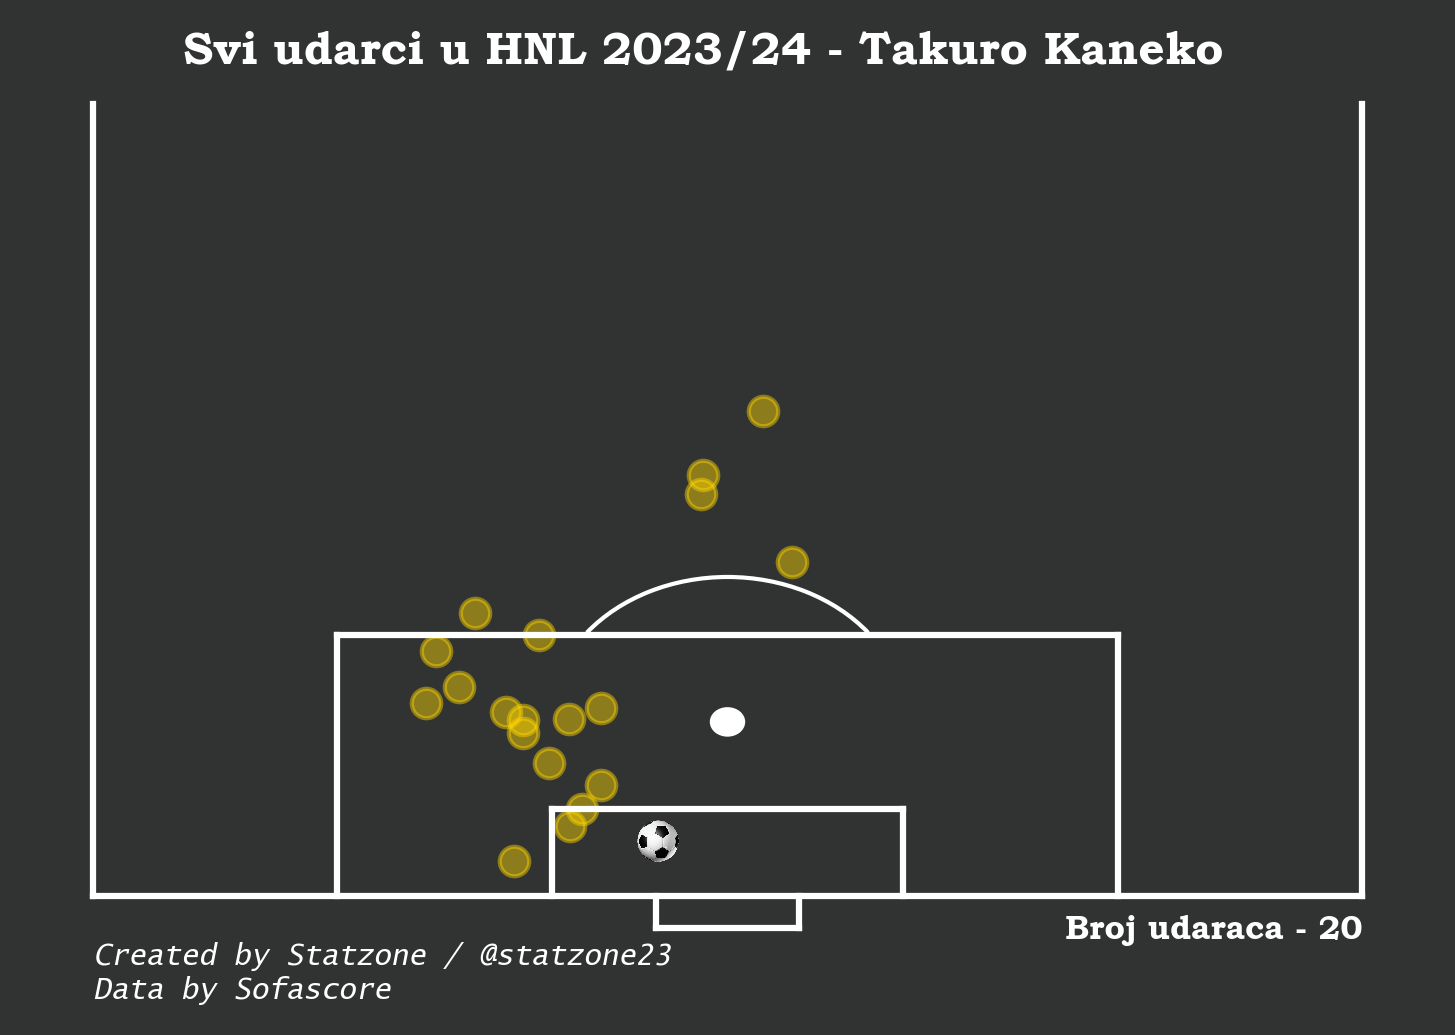 Svi udarci u HNL 2023/24 - Takuro Kaneko
Broj udaraca - 20
Created by Statzone / @statzone23
Data by Sofascore